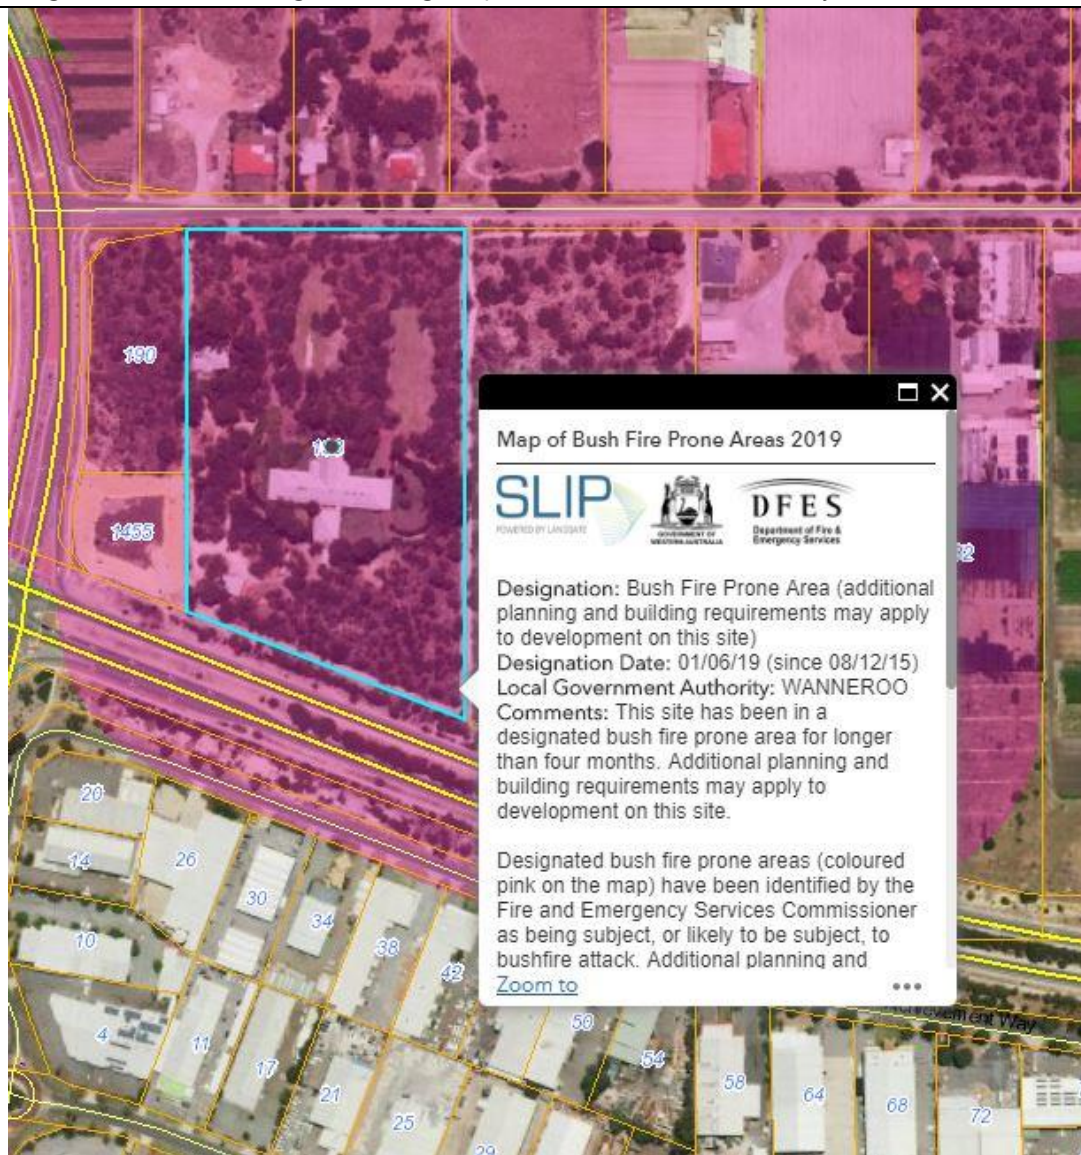 190
1455
Map of Bush Fire Prone Areas 2019
SLIP
POWERED BY LANDGATE
GOVERNMENT OF
WESTERN AUSTRALIA
DFES
Department of Fire &
Emergency Services
Designation: Bush Fire Prone Area (additional
planning and building requirements may apply
to development on this site)
Designation Date: 01/06/19 (since 08/12/15)
Local Government Authority: WANNEROO
Comments: This site has been in a
designated bush fire prone area for longer
than four months. Additional planning and
building requirements may apply to
development on this site.
Designated bush fire prone areas (coloured
pink on the map) have been identified by the
Fire and Emergency Services Commissioner
as being subject, or likely to be subject, to
bushfire attack. Additional planning and
Zoom to
20
14
26
30
34
38
42
10
4
11
17
21
25
29
50
54
58
64
68
72
Way